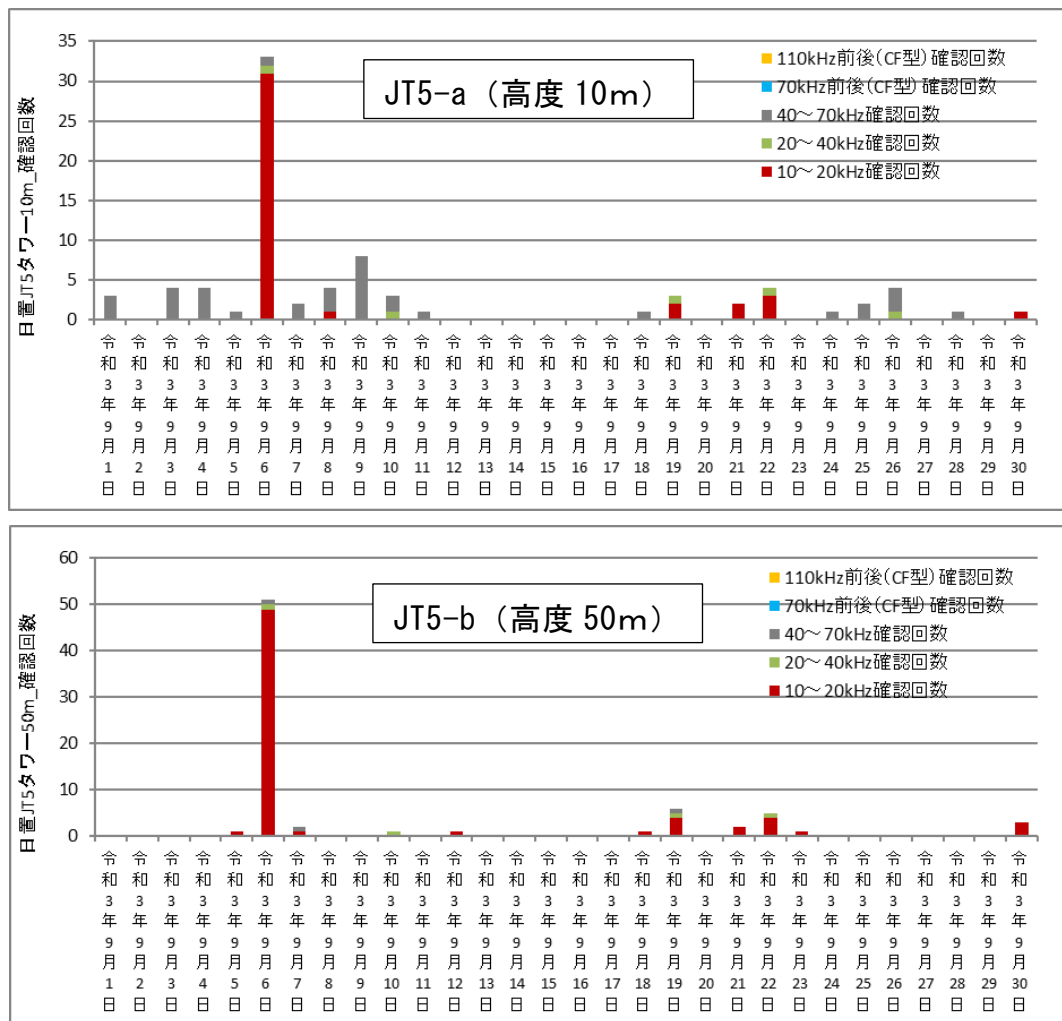 35
30
25
20
15
10
5
0
日置JT5タワー10m_確認回数
JT5-a（高度 10ｍ）
110kHz前後(CF型) 確認回数
70kHz前後(CF型) 確認回数
40～70kHz確認回数
20～40kHz確認回数
10～20kHz確認回数
令和3年9月1日
令和3年9月2日
令和3年9月3日
令和3年9月4日
令和3年9月5日
令和3年9月6日
令和3年9月7日
令和3年9月8日
令和3年9月9日
令和3年9月10日
令和3年9月11日
令和3年9月12日
令和3年9月13日
令和3年9月14日
令和3年9月15日
令和3年9月16日
令和3年9月17日
令和3年9月18日
令和3年9月19日
令和3年9月20日
令和3年9月21日
令和3年9月22日
令和3年9月23日
令和3年9月24日
令和3年9月25日
令和3年9月26日
令和3年9月27日
令和3年9月28日
令和3年9月29日
令和3年9月30日
60
50
40
30
20
10
0
日置JT5タワー50m_確認回数
JT5-b（高度 50ｍ）
110kHz前後(CF型) 確認回数
70kHz前後(CF型) 確認回数
40～70kHz確認回数
20～40kHz確認回数
10～20kHz確認回数
令和3年9月1日
令和3年9月2日
令和3年9月3日
令和3年9月4日
令和3年9月5日
令和3年9月6日
令和3年9月7日
令和3年9月8日
令和3年9月9日
令和3年9月10日
令和3年9月11日
令和3年9月12日
令和3年9月13日
令和3年9月14日
令和3年9月15日
令和3年9月16日
令和3年9月17日
令和3年9月18日
令和3年9月19日
令和3年9月20日
令和3年9月21日
令和3年9月22日
令和3年9月23日
令和3年9月24日
令和3年9月25日
令和3年9月26日
令和3年9月27日
令和3年9月28日
令和3年9月29日
令和3年9月30日